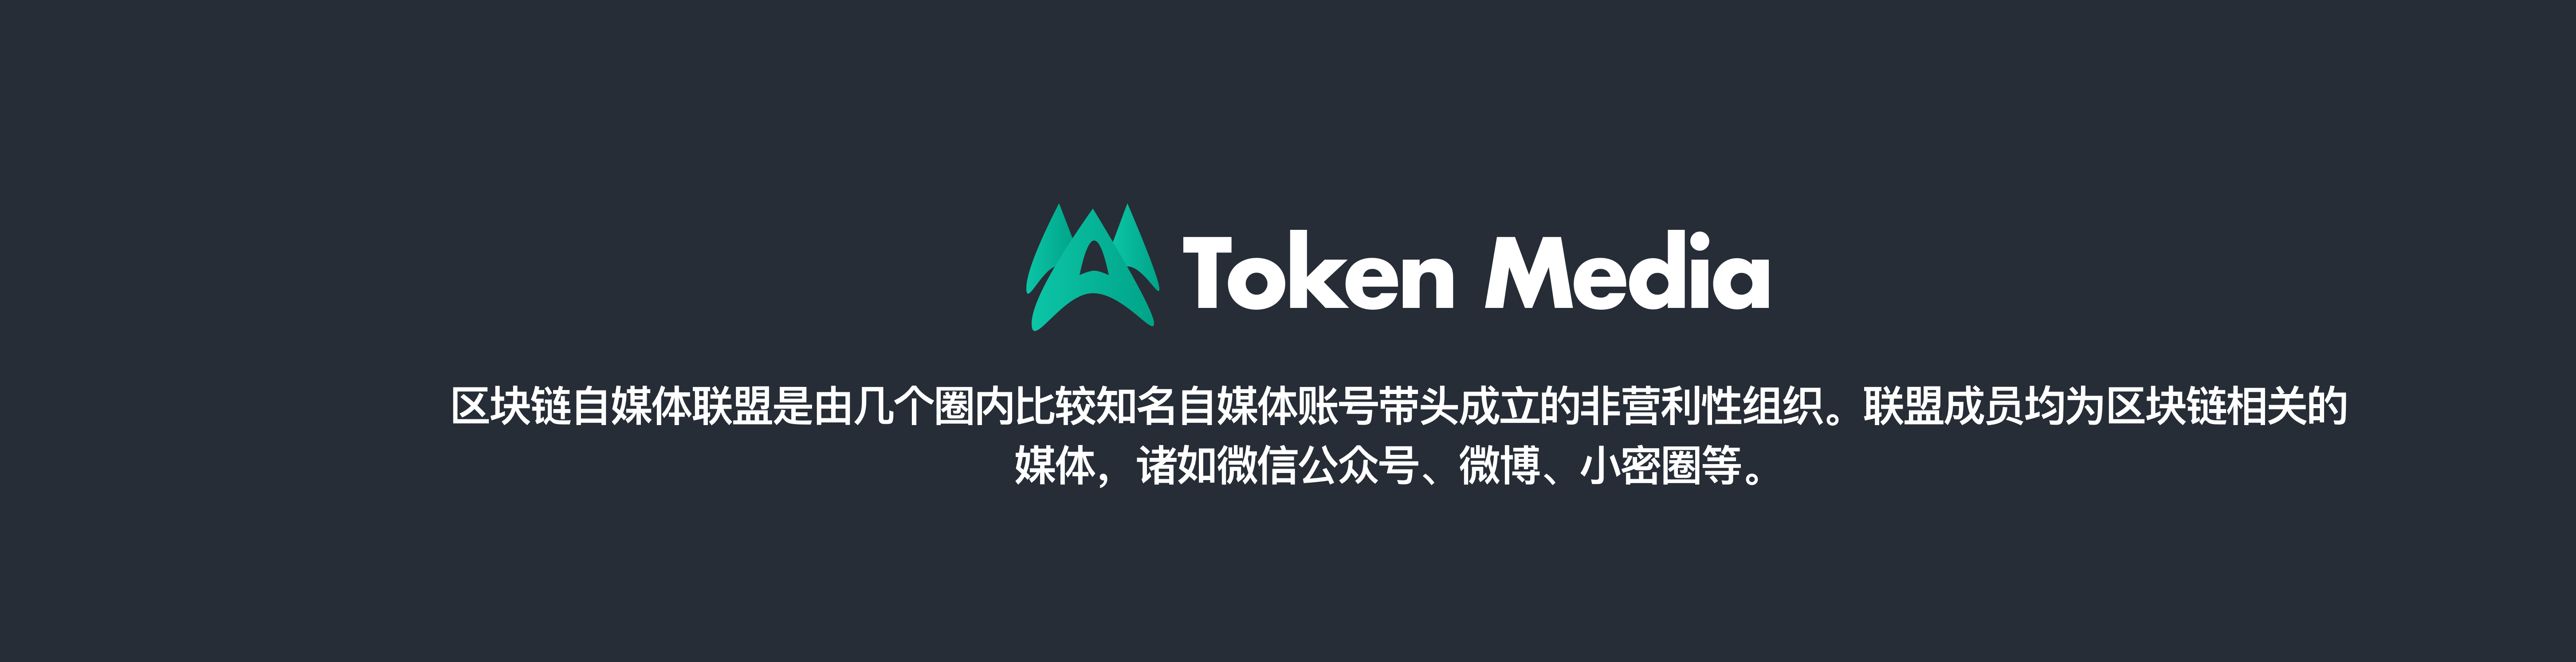 Token Media
区块链自媒体联盟是由几个圈内比较知名自媒体账号带头成立的非营利性组织。联盟成员均为区块链相关的
媒体，诸如微信公众号、微博、小密圈等。